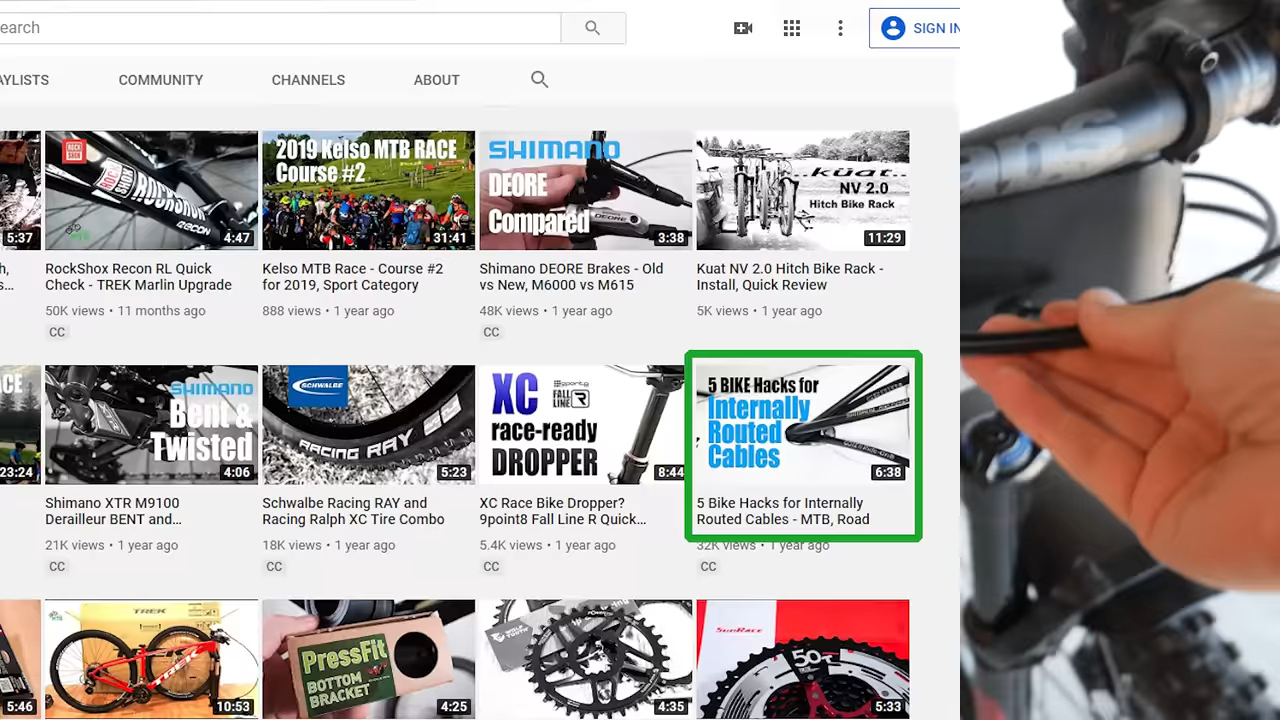 earch
SIGN IN
AYLISTS
COMMUNITY
CHANNELS
ABOUT
5:37
ROCK SHOX
ROCKSHOX
RECON
4:47
2019 Kelso MTB RACE
Course #2
31:41
SHIMANO
DEORE
Compared
DEORE
3:38
küat
NV 2.0
Hitch Bike Rack
11:29
h,
s...
RockShox Recon RL Quick
Check - TREK Marlin Upgrade
50K views • 11 months ago
CC
Kelso MTB Race - Course #2
for 2019, Sport Category
888 views • 1 year ago
Shimano DEORE Brakes - Old
vs New, M6000 vs M615
48K views • 1 year ago
CC
Kuat NV 2.0 Hitch Bike Rack -
Install, Quick Review
5K views • 1 year ago
ACE
23:24
SHIMANO
Bent &
Twisted
4:06
SCHWALBE
RACING RAY
5:23
XC
FALL
LINE R
race-ready
DROPPER
8:44
5 BIKE Hacks for
Internally
Routed
Cables
6:38
Shimano XTR M9100
Derailleur BENT and...
21K views • 1 year ago
CC
Schwalbe Racing RAY and
Racing Ralph XC Tire Combo
18K views • 1 year ago
CC
XC Race Bike Dropper?
9point8 Fall Line R Quick...
5.4K views • 1 year ago
CC
5 Bike Hacks for Internally
Routed Cables - MTB, Road
32K views • 1 year ago
CC
5:46
TREK
TREK
10:53
PressFit
BOTTOM
BRACKET
4:25
WOLF TOOTH
4:35
SUNRACE
50T
5:33